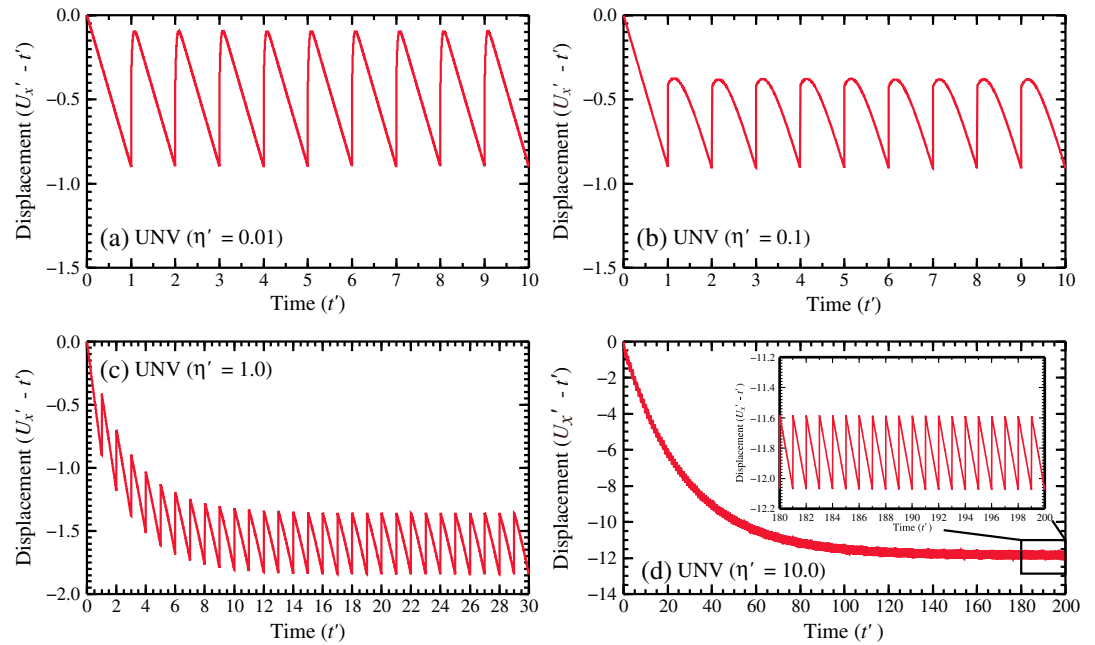 0.0
−0.5
−1.0
−1.5
Displacement (Ux′ - t′)
(a) UNV (η′ = 0.01)
0 1 2 3 4 5 6 7 8 9 10
Time (t′)
0.0
−0.5
−1.0
−1.5
Displacement (Ux′ - t′)
(b) UNV (η′ = 0.1)
0 1 2 3 4 5 6 7 8 9 10
Time (t′)
0.0
−0.5
−1.0
−1.5
−2.0
Displacement (Ux′ - t′)
(c) UNV (η′ = 1.0)
0 2 4 6 8 10 12 14 16 18 20 22 24 26 28 30
Time (t′)
0
−2
−4
−6
−8
−10
−12
−14
Displacement (Ux′ - t′)
−11.2
−11.4
−11.6
−11.8
−12.0
−12.2
Displacement (Ux′ - t′)
180 182 184 186 188 190 192 194 196 198 200
Time (t′)
(d) UNV (η′ = 10.0)
0 20 40 60 80 100 120 140 160 180 200
Time (t′ )